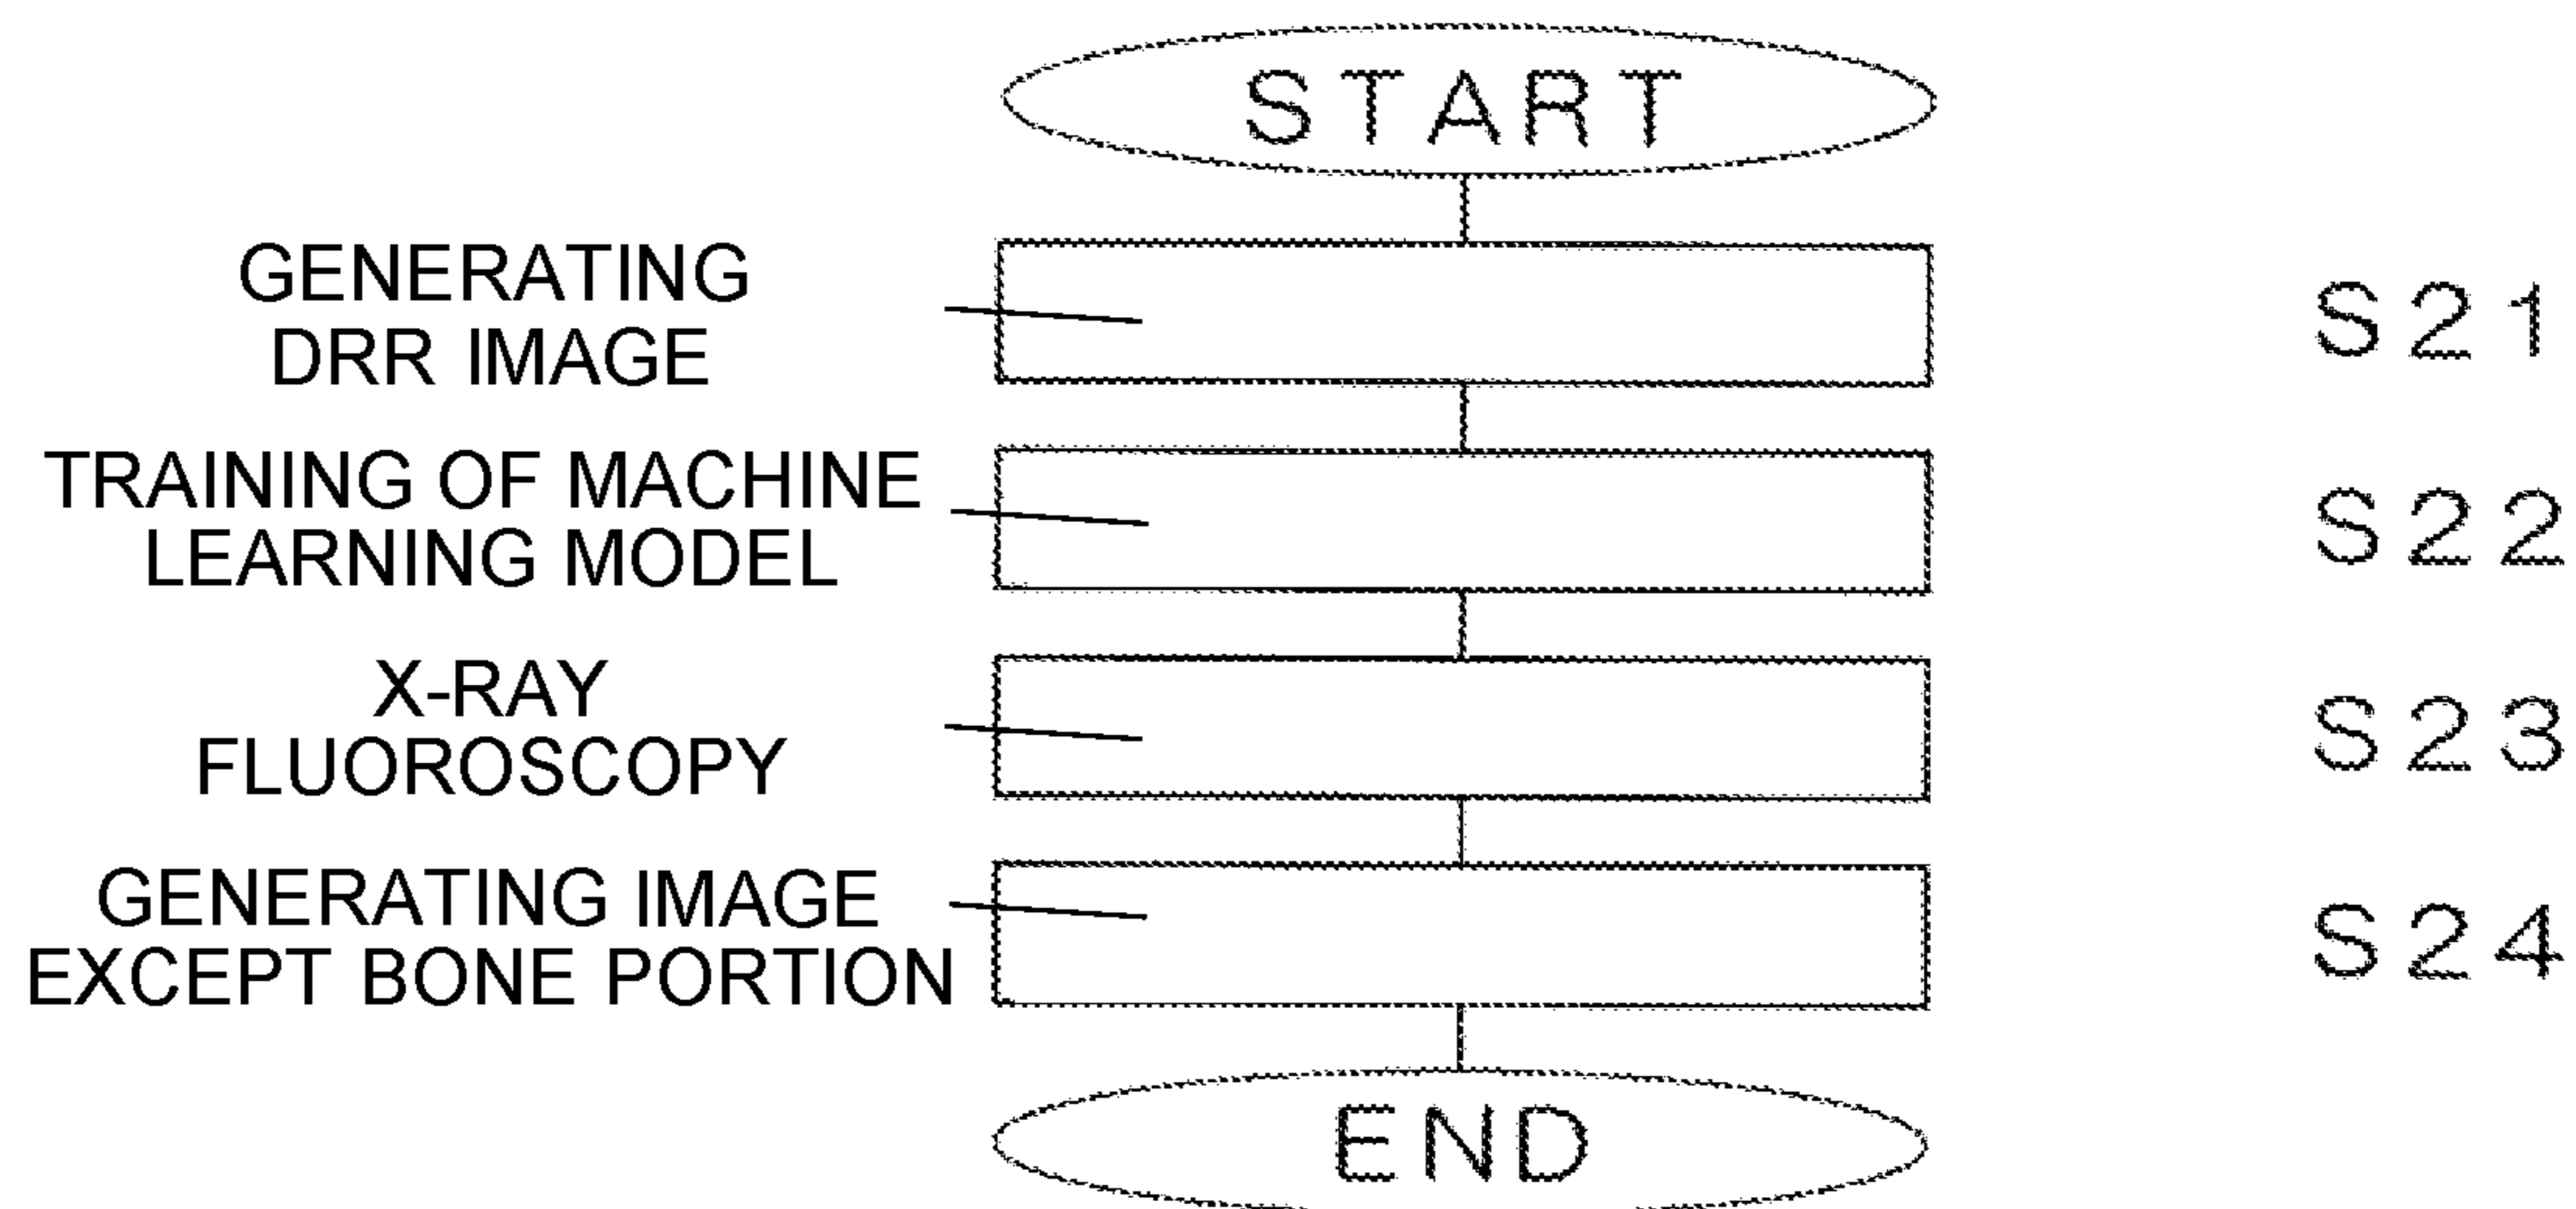 START
GENERATING
DRR IMAGE
S21
TRAINING OF MACHINE
LEARNING MODEL
S22
X-RAY
FLUOROSCOPY
S23
GENERATING IMAGE
EXCEPT BONE PORTION
S24
END